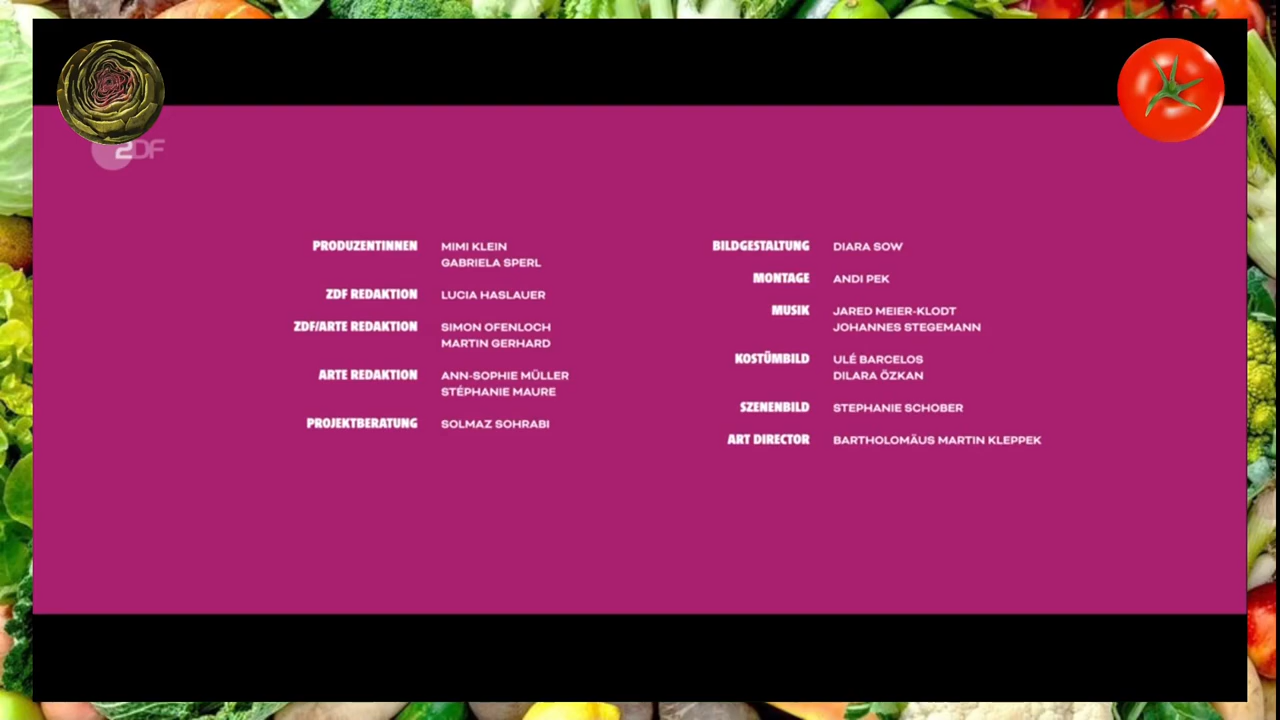 ZDF
PRODUZENTINNEN MIMI KLEIN
GABRIELA SPERL
ZDF REDAKTION LUCIA HASLAUER
ZDF/ARTE REDAKTION SIMON OFENLOCH
MARTIN GERHARD
ARTE REDAKTION ANN-SOPHIE MÜLLER
STÉPHANIE MAURE
PROJEKTBERATUNG SOLMAZ SOHRABI
BILDGESTALTUNG DIARA SOW
MONTAGE ANDI PEK
MUSIK JARED MEIER-KLODT
JOHANNES STEGEMANN
KOSTÜMBILD ULÉ BARCELOS
DILARA ÖZKAN
SZENENBILD STEPHANIE SCHOBER
ART DIRECTOR BARTHOLOMÄUS MARTIN KLEPPEK